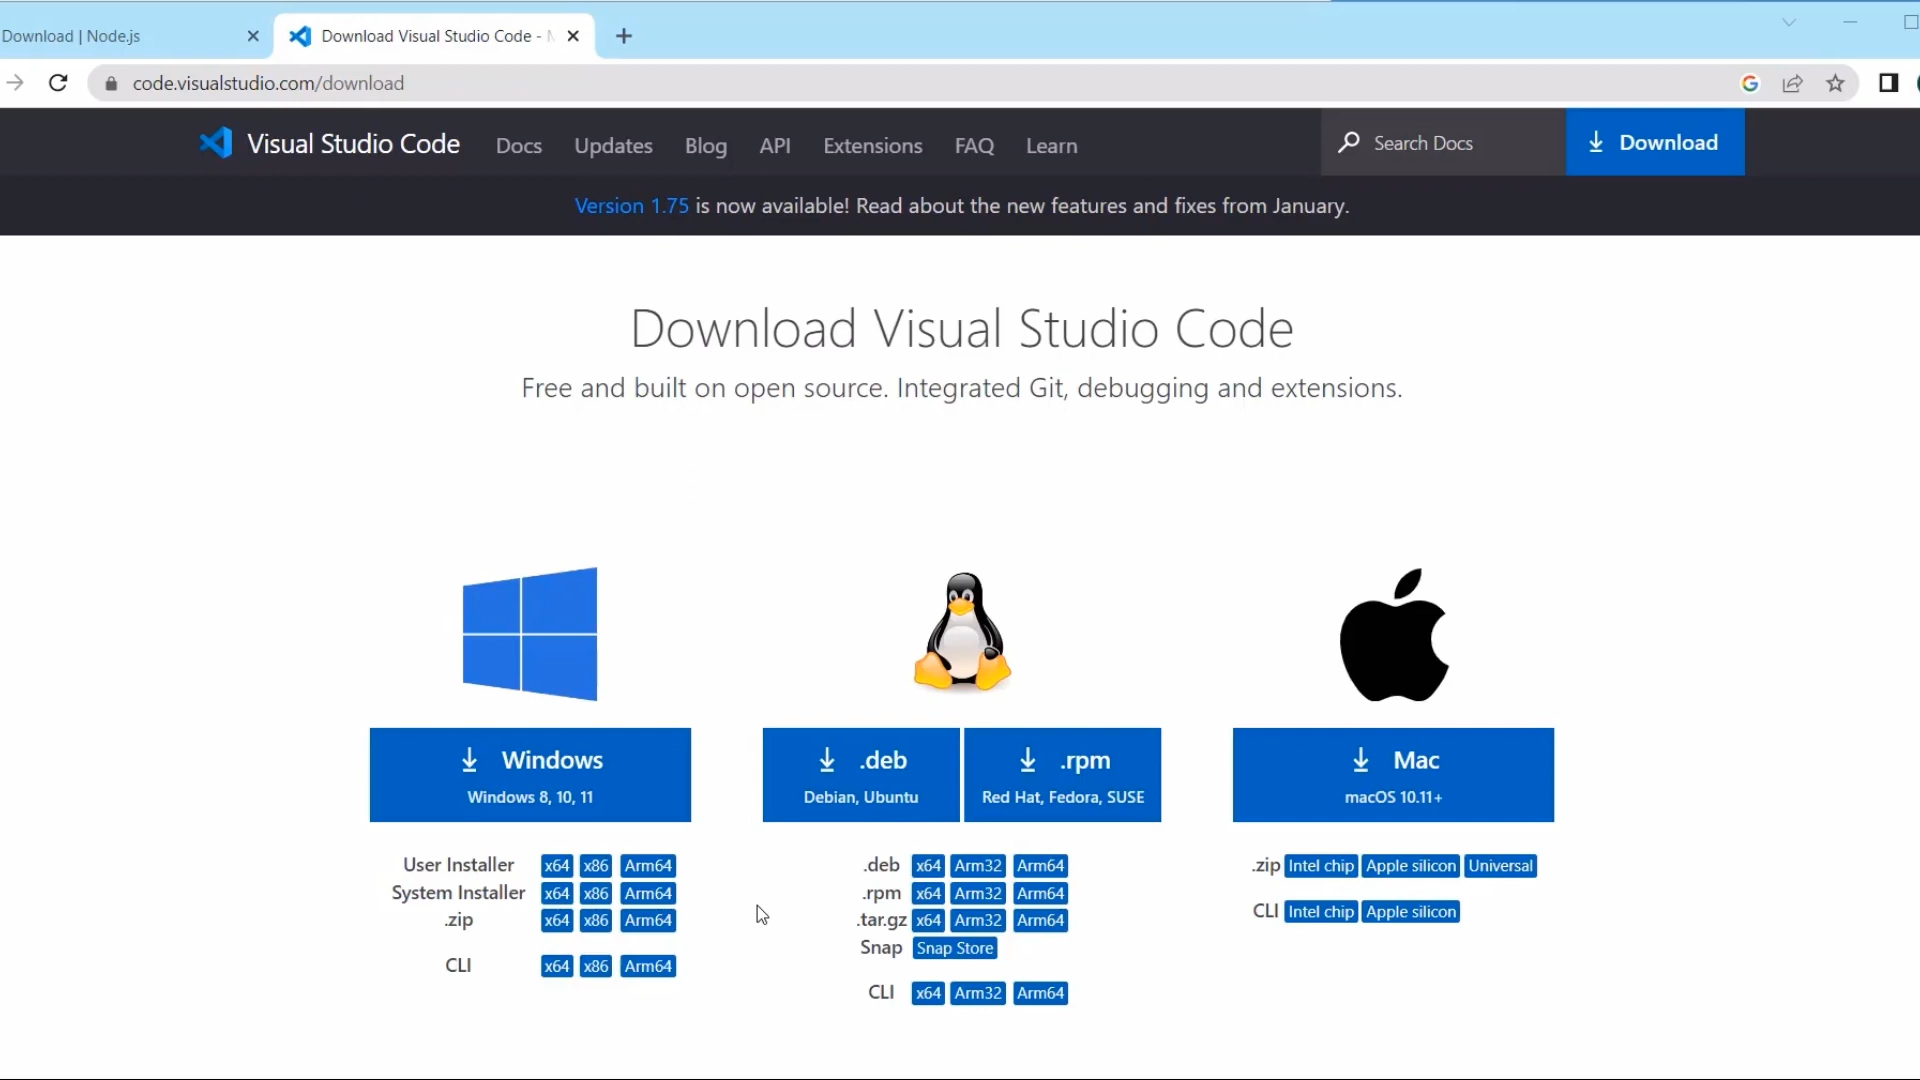 Download | Node.js
Download Visual Studio Code -
code.visualstudio.com/download
Visual Studio Code Docs Updates Blog API Extensions FAQ Learn Search Docs Download
Version 1.75 is now available! Read about the new features and fixes from January.
Download Visual Studio Code
Free and built on open source. Integrated Git, debugging and extensions.
Windows
Windows 8, 10, 11
User Installer x64 x86 Arm64
System Installer x64 x86 Arm64
.zip x64 x86 Arm64
CLI x64 x86 Arm64
.deb
Debian, Ubuntu
.rpm
Red Hat, Fedora, SUSE
.deb x64 Arm32 Arm64
.rpm x64 Arm32 Arm64
.tar.gz x64 Arm32 Arm64
Snap Snap Store
CLI x64 Arm32 Arm64
Mac
macOS 10.11+
.zip Intel chip Apple silicon Universal
CLI Intel chip Apple silicon